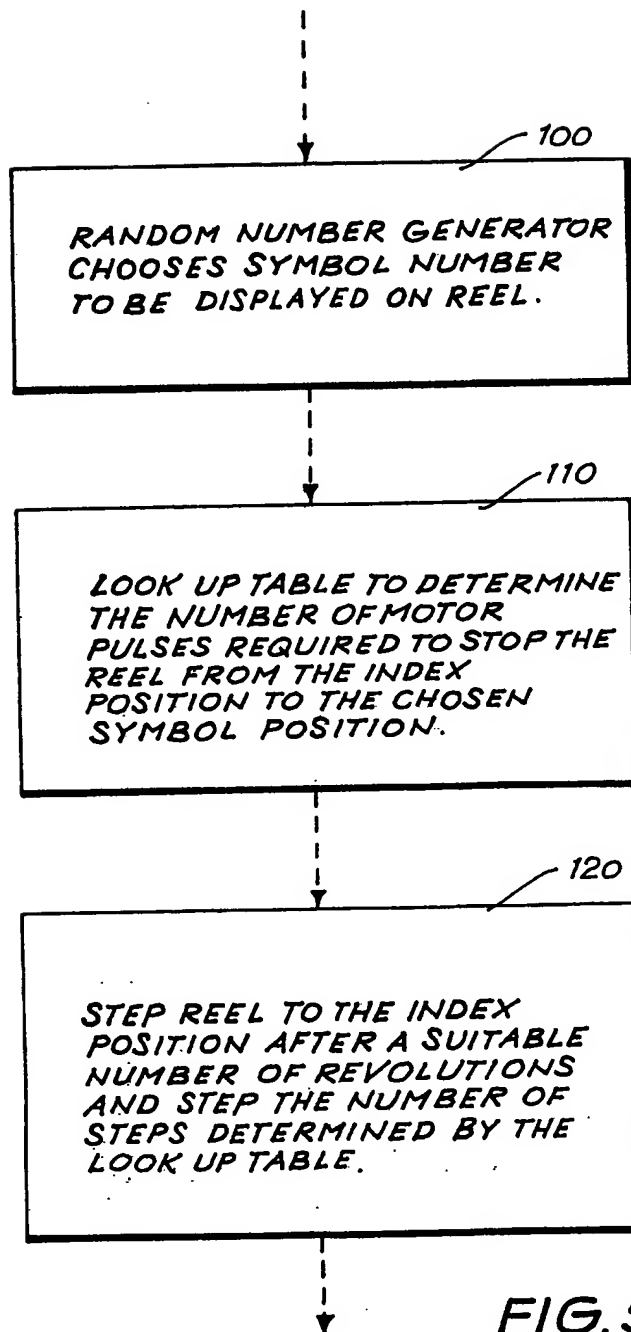 100
RANDOM NUMBER GENERATOR
CHOOSES SYMBOL NUMBER
TO BE DISPLAYED ON REEL.
110
LOOK UP TABLE TO DETERMINE
THE NUMBER OF MOTOR
PULSES REQUIRED TO STOP THE
REEL FROM THE INDEX
POSITION TO THE CHOSEN
SYMBOL POSITION.
120
STEP REEL TO THE INDEX
POSITION AFTER A SUITABLE
NUMBER OF REVOLUTIONS
AND STEP THE NUMBER OF
STEPS DETERMINED BY THE
LOOK UP TABLE.
FIG.